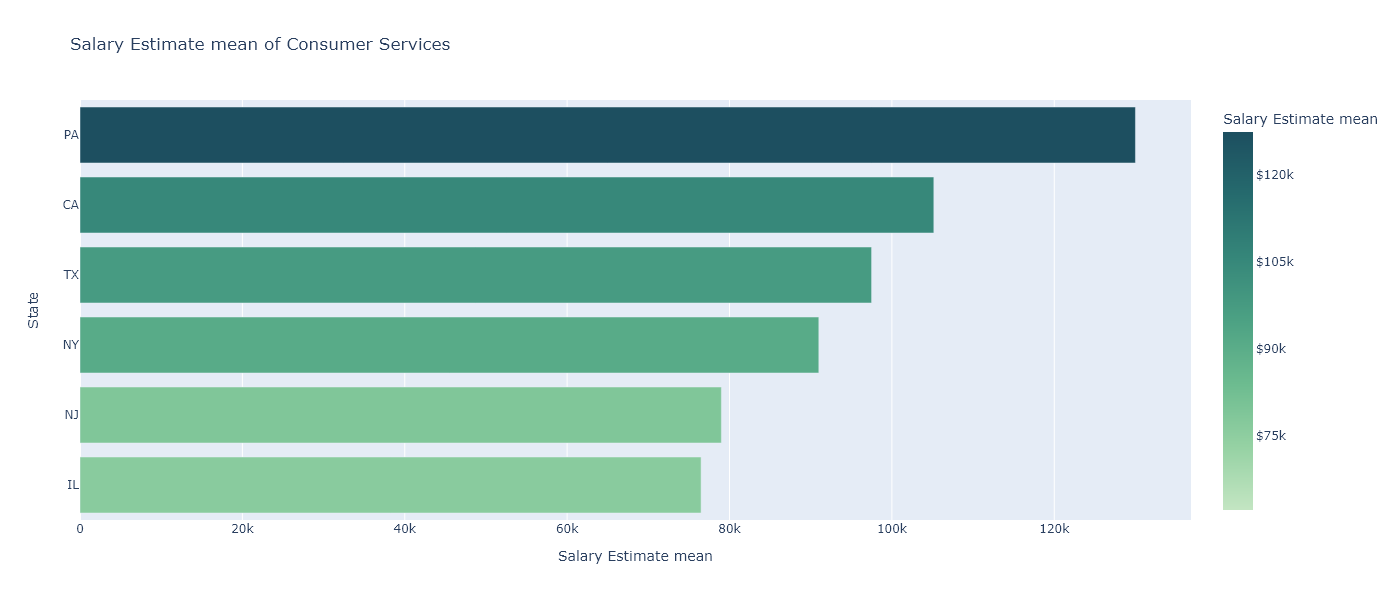 Salary Estimate mean of Consumer Services
State
PA
CA
TX
NY
NJ
IL
0 20k 40k 60k 80k 100k 120k
Salary Estimate mean
Salary Estimate mean
$120k
$105k
$90k
$75k